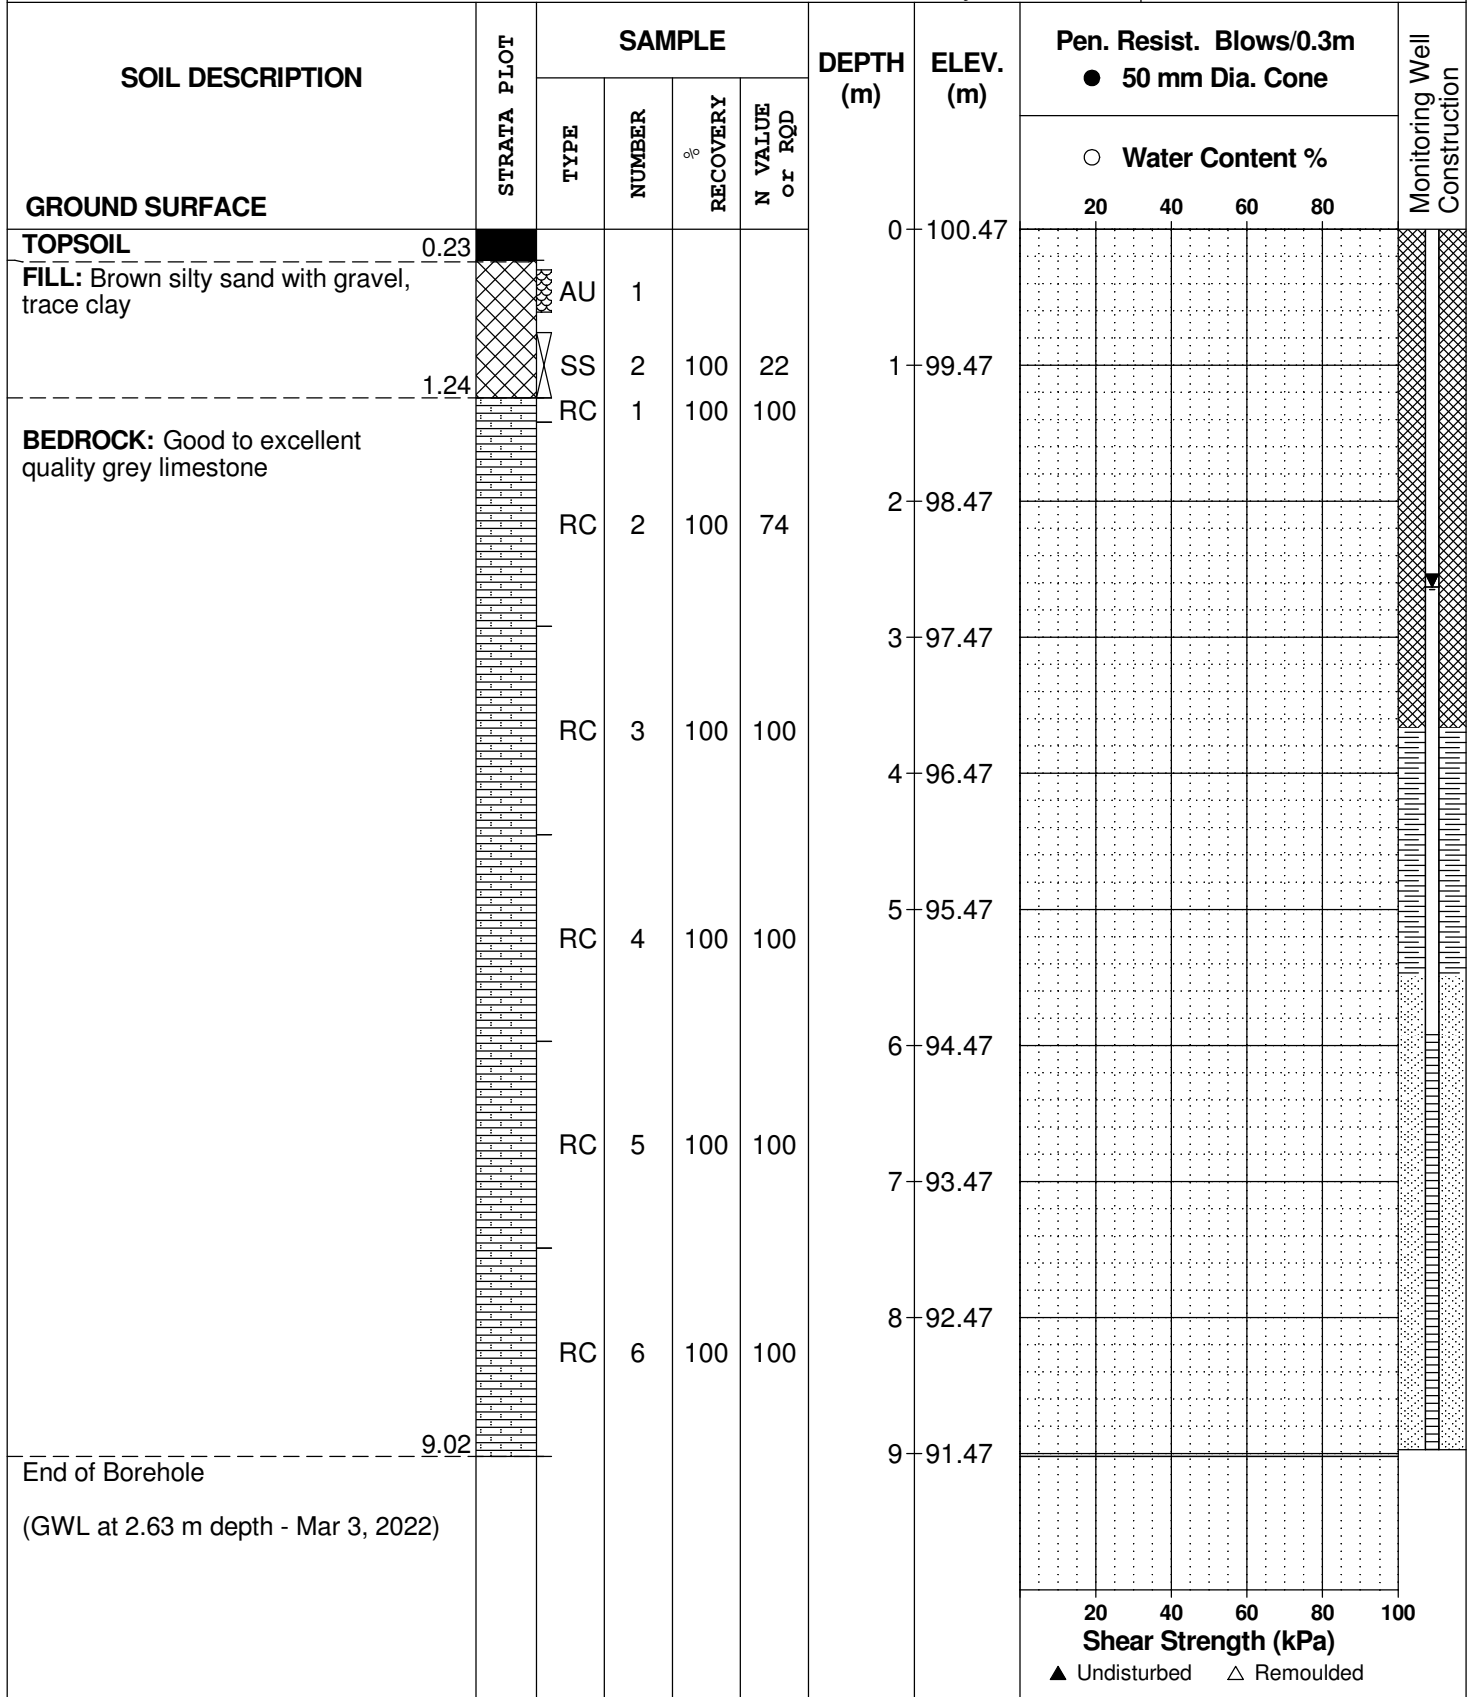 SOIL DESCRIPTION
GROUND SURFACE
STRATA PLOT
SAMPLE
TYPE
NUMBER
%
RECOVERY
N VALUE
or RQD
DEPTH
(m)
ELEV.
(m)
Pen. Resist. Blows/0.3m
● 50 mm Dia. Cone
○ Water Content %
20 40 60 80
Monitoring Well
Construction
0 100.47
TOPSOIL 0.23
FILL: Brown silty sand with gravel,
trace clay
AU 1
SS 2 100 22
1 99.47
1.24
RC 1 100 100
BEDROCK: Good to excellent
quality grey limestone
2 98.47
RC 2 100 74
3 97.47
RC 3 100 100
4 96.47
5 95.47
RC 4 100 100
6 94.47
RC 5 100 100
7 93.47
8 92.47
RC 6 100 100
9.02
9 91.47
End of Borehole
(GWL at 2.63 m depth - Mar 3, 2022)
20 40 60 80 100
Shear Strength (kPa)
▲ Undisturbed △ Remoulded